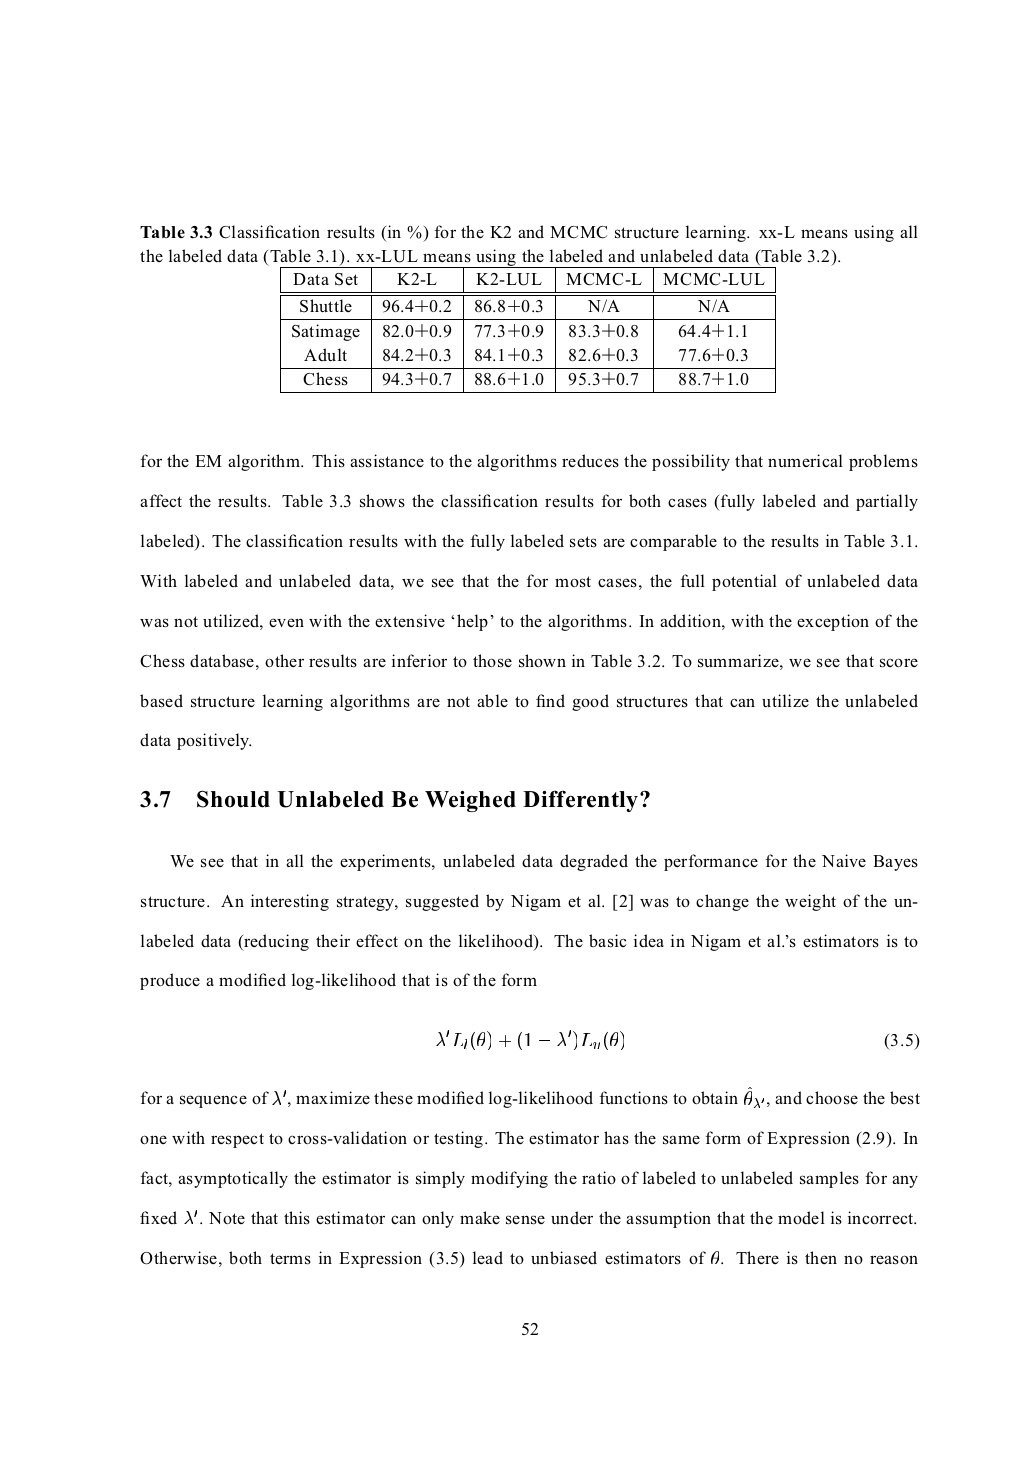 Table 3.3 Classification results (in %) for the K2 and MCMC structure learning. xx-L means using all
the labeled data (Table 3.1). xx-LUL means using the labeled and unlabeled data (Table 3.2).
Data Set K2-L K2-LUL MCMC-L MCMC-LUL
Shuttle 96.4+0.2 86.8+0.3 N/A N/A
Satimage 82.0+0.9 77.3+0.9 83.3+0.8 64.4+1.1
Adult 84.2+0.3 84.1+0.3 82.6+0.3 77.6+0.3
Chess 94.3+0.7 88.6+1.0 95.3+0.7 88.7+1.0
for the EM algorithm. This assistance to the algorithms reduces the possibility that numerical problems
affect the results. Table 3.3 shows the classification results for both cases (fully labeled and partially
labeled). The classification results with the fully labeled sets are comparable to the results in Table 3.1.
With labeled and unlabeled data, we see that the for most cases, the full potential of unlabeled data
was not utilized, even with the extensive ‘help’ to the algorithms. In addition, with the exception of the
Chess database, other results are inferior to those shown in Table 3.2. To summarize, we see that score
based structure learning algorithms are not able to find good structures that can utilize the unlabeled
data positively.
3.7 Should Unlabeled Be Weighed Differently?
We see that in all the experiments, unlabeled data degraded the performance for the Naive Bayes
structure. An interesting strategy, suggested by Nigam et al. [2] was to change the weight of the un-
labeled data (reducing their effect on the likelihood). The basic idea in Nigam et al.’s estimators is to
produce a modified log-likelihood that is of the form
λ′L_l(θ) + (1 − λ′)L_u(θ) (3.5)
for a sequence of λ′, maximize these modified log-likelihood functions to obtain θ̂_λ′, and choose the best
one with respect to cross-validation or testing. The estimator has the same form of Expression (2.9). In
fact, asymptotically the estimator is simply modifying the ratio of labeled to unlabeled samples for any
fixed λ′. Note that this estimator can only make sense under the assumption that the model is incorrect.
Otherwise, both terms in Expression (3.5) lead to unbiased estimators of θ. There is then no reason
52